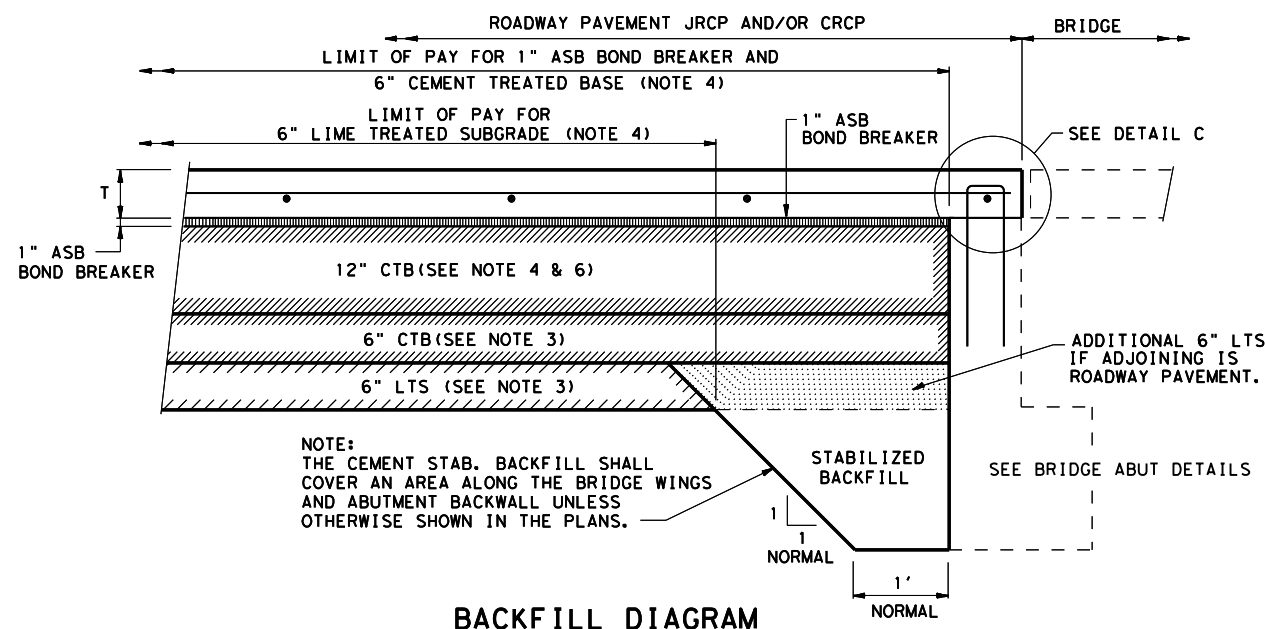 ROADWAY PAVEMENT JRCP AND/OR CRCP
BRIDGE
LIMIT OF PAY FOR 1" ASB BOND BREAKER AND
6" CEMENT TREATED BASE (NOTE 4)
LIMIT OF PAY FOR
6" LIME TREATED SUBGRADE (NOTE 4)
1" ASB
BOND BREAKER
SEE DETAIL C
T
1" ASB
BOND BREAKER
12" CTB(SEE NOTE 4 & 6)
6" CTB(SEE NOTE 3)
6" LTS (SEE NOTE 3)
ADDITIONAL 6" LTS
IF ADJOINING IS
ROADWAY PAVEMENT.
NOTE:
THE CEMENT STAB. BACKFILL SHALL
COVER AN AREA ALONG THE BRIDGE WINGS
AND ABUTMENT BACKWALL UNLESS
OTHERWISE SHOWN IN THE PLANS.
STABILIZED
BACKFILL
SEE BRIDGE ABUT DETAILS
1
1
NORMAL
1'
NORMAL
BACKFILL DIAGRAM